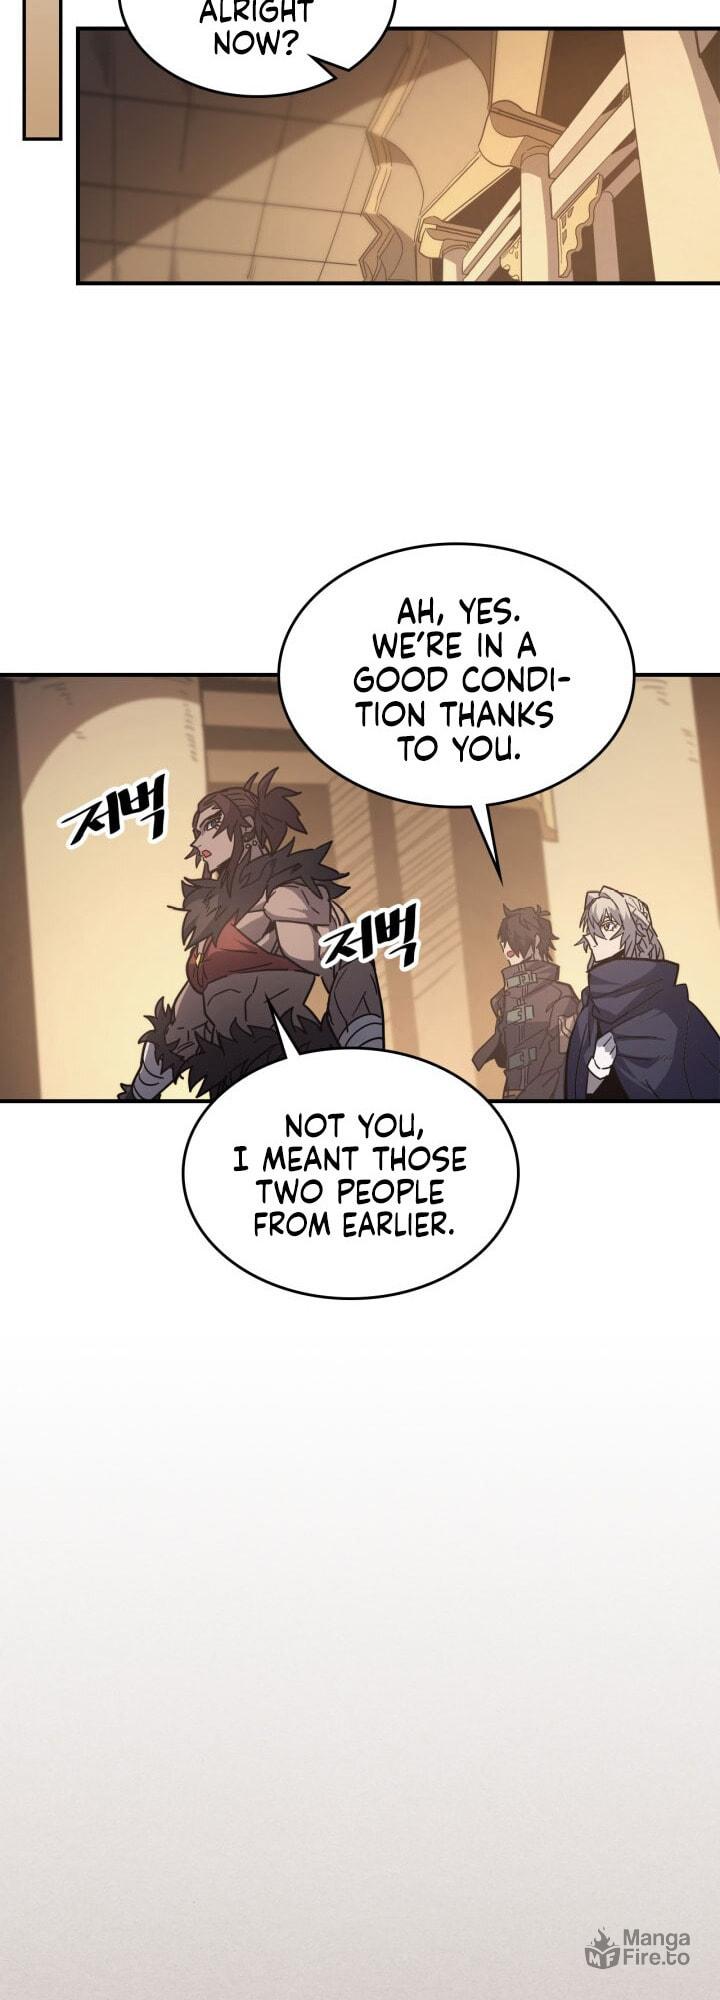 ALRIGHT
NOW?
AH, YES.
WE'RE IN A
GOOD CONDI-
TION THANKS
TO YOU.
저벅
저벅
NOT YOU,
I MEANT THOSE
TWO PEOPLE
FROM EARLIER.
Manga
Fire.to
MF